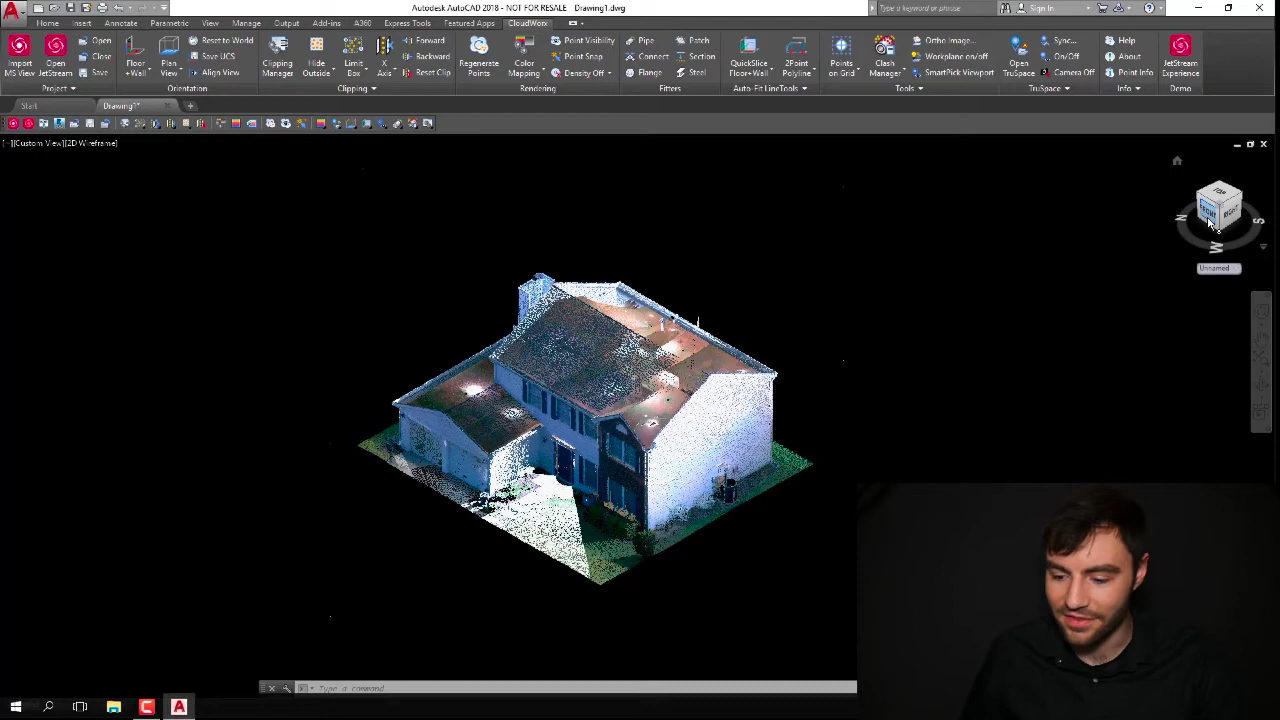 Autodesk AutoCAD 2018 - NOT FOR RESALE Drawing1.dwg
Type a keyword or phrase
Sign In
Home Insert Annotate Parametric View Manage Output Add-ins A360 Express Tools Featured Apps CloudWorx
Import MS View
Open JetStream
Open
Close
Save
Project
Floor +Wall
Plan View
Reset to World
Save UCS
Align View
Orientation
Clipping Manager
Hide Outside
Limit Box
X Axis
Forward
Backward
Reset Clip
Clipping
Regenerate Points
Color Mapping
Point Visibility
Point Snap
Density Off
Rendering
Pipe
Connect
Flange
Patch
Section
Steel
Fitters
QuickSlice Floor+Wall
2Point Polyline
Auto-Fit LineTools
Points on Grid
Clash Manager
Ortho image...
Workplane on/off
SmartPick Viewport
Tools
Open TruSpace
Sync...
On/Off
Camera Off
TruSpace
Help
About
Point Info
Info
JetStream Experience
Demo
Start
Drawing1*
[−][Custom View][2D Wireframe]
TOP
FRONT
RIGHT
N
S
W
Unnamed
Type a command